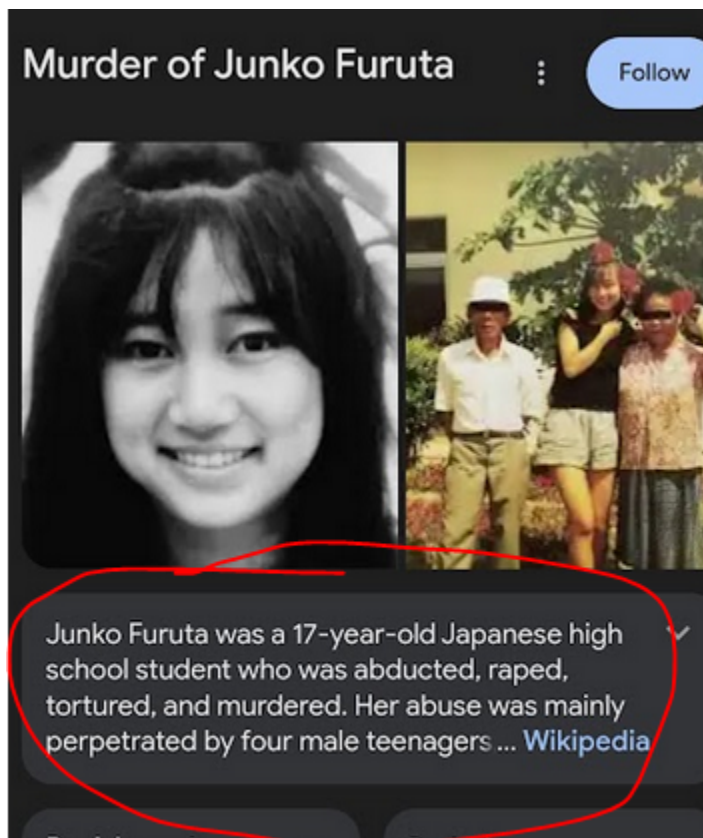 Murder of Junko Furuta
Follow
Junko Furuta was a 17-year-old Japanese high
school student who was abducted, raped,
tortured, and murdered. Her abuse was mainly
perpetrated by four male teenagers ... Wikipedia